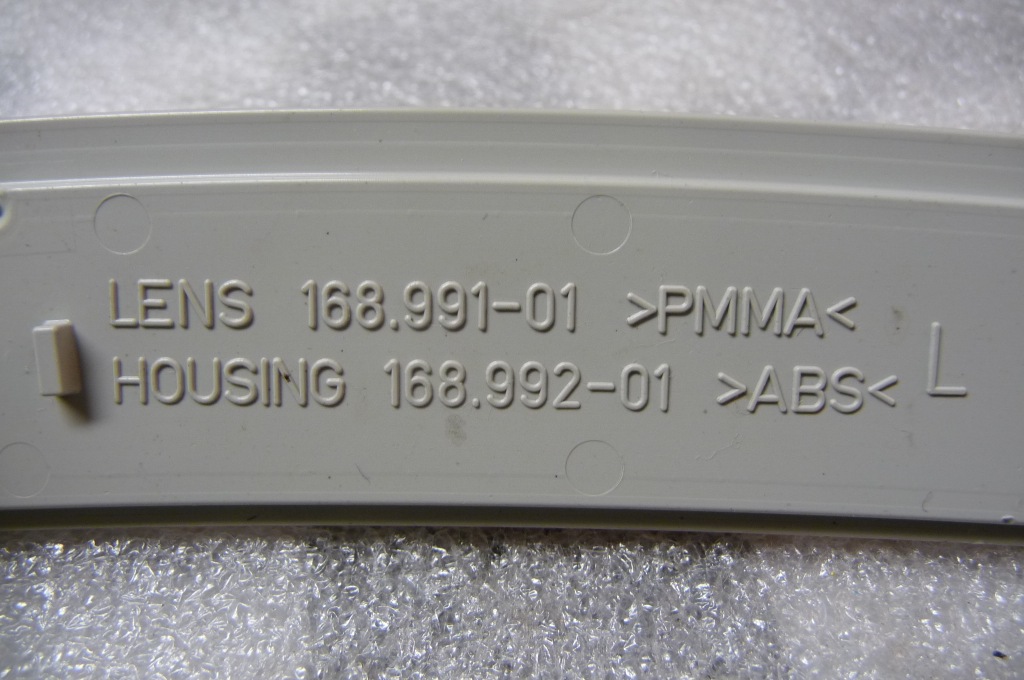 LENS 168.991-01 >PMMA<
HOUSING 168.992-01 >ABS<
L